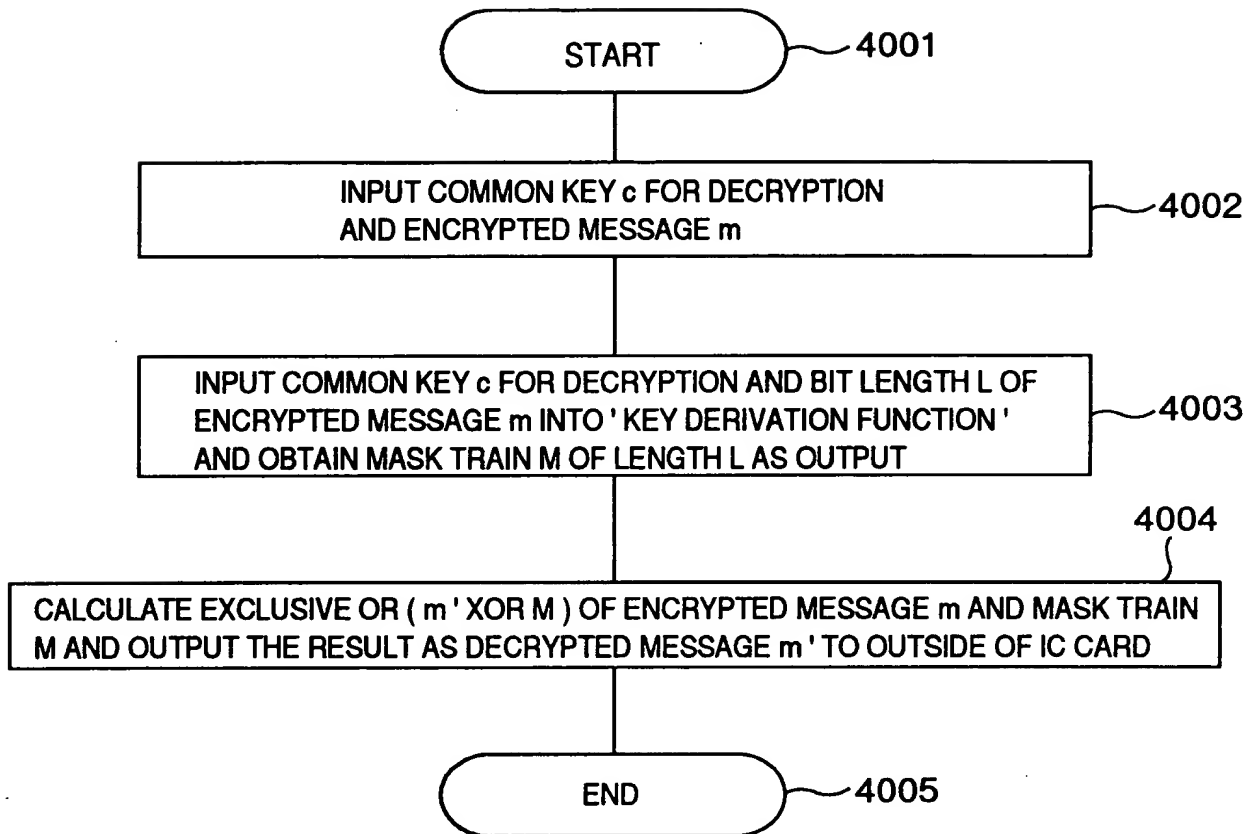 START
4001
INPUT COMMON KEY c FOR DECRYPTION
AND ENCRYPTED MESSAGE m
4002
INPUT COMMON KEY c FOR DECRYPTION AND BIT LENGTH L OF
ENCRYPTED MESSAGE m INTO ' KEY DERIVATION FUNCTION '
AND OBTAIN MASK TRAIN M OF LENGTH L AS OUTPUT
4003
4004
CALCULATE EXCLUSIVE OR ( m ' XOR M ) OF ENCRYPTED MESSAGE m AND MASK TRAIN
M AND OUTPUT THE RESULT AS DECRYPTED MESSAGE m ' TO OUTSIDE OF IC CARD
END
4005